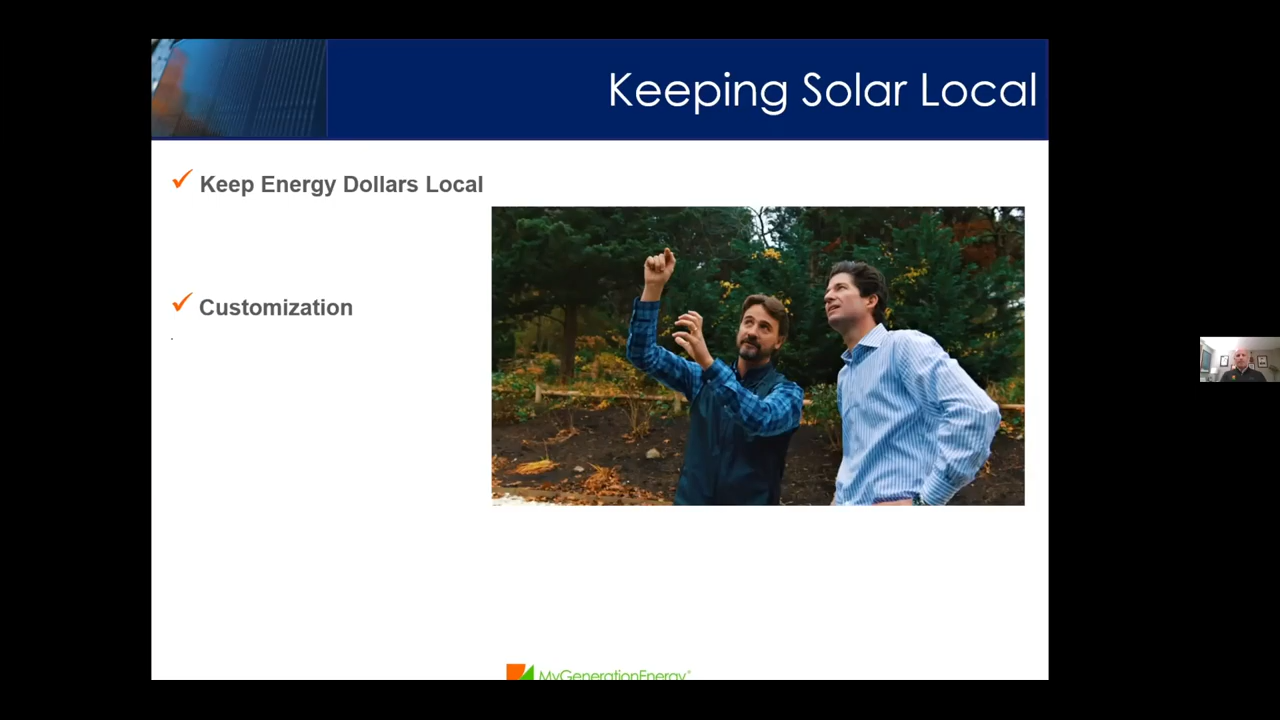 Keeping Solar Local
✓ Keep Energy Dollars Local
✓ Customization
.
MyGenerationEnergy®